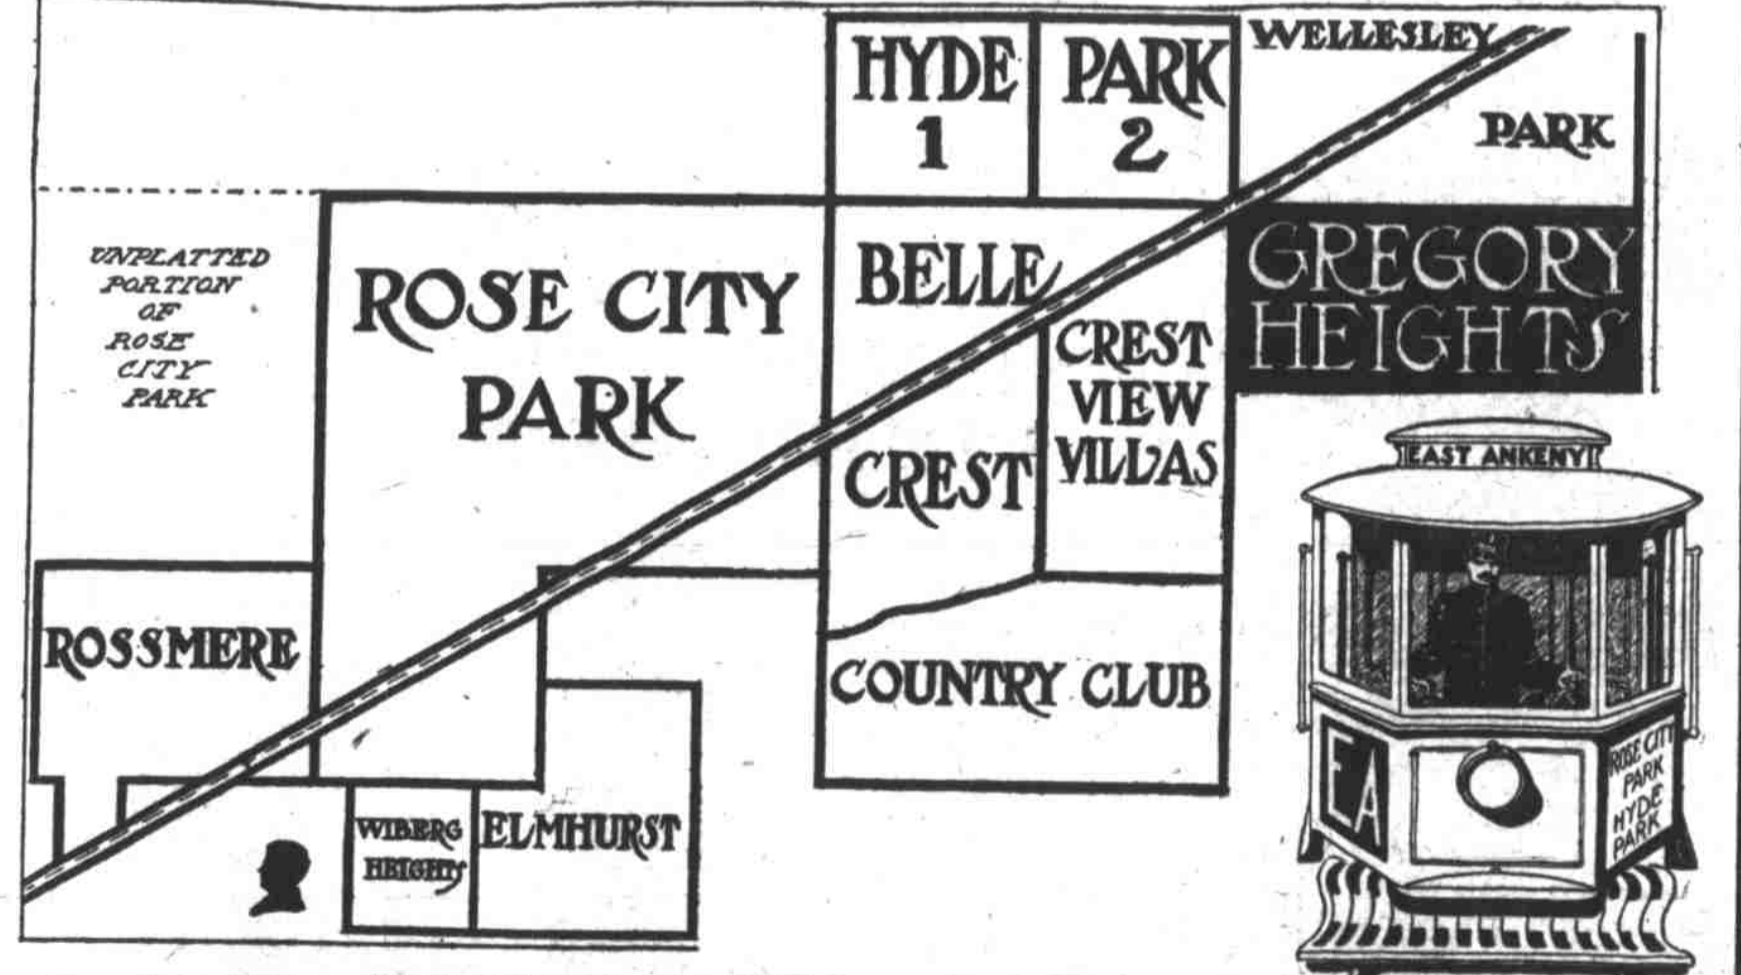 HYDE PARK
1 2
WELLESLEY
PARK
UNPLATTED
PORTION
OF
ROSE
CITY
PARK
ROSE CITY
PARK
BELLE
CREST
CREST
VIEW
VILLAS
GREGORY
HEIGHTS
ROSSMERE
COUNTRY CLUB
WIBERG
HEIGHTS
ELMHURST
EAST ANKENY
EA
ROSE CITY
PARK
HYDE
PARK